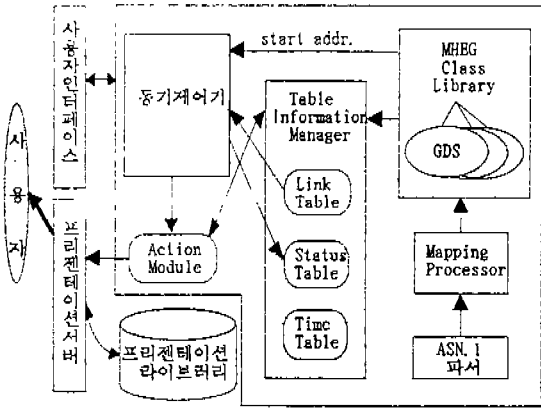 사용자
사용자인터페이스
프리젠테이션서버
동기제어기
start addr.
MHEG
Class
Library
GDS
Table
Information
Manager
Link
Table
Status
Table
Time
Table
Action
Module
프리젠테이션
라이브러리
Mapping
Processor
ASN.1
파서